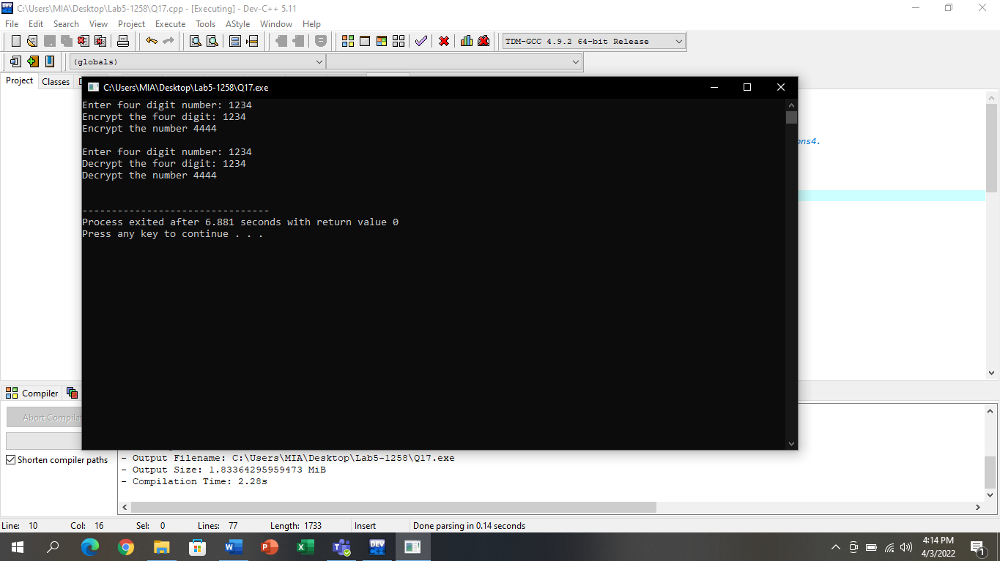 C:\Users\MIA\Desktop\Lab5-1258\Q17.cpp - [Executing] - Dev-C++ 5.11
File Edit Search View Project Execute Tools AStyle Window Help
TDM-GCC 4.9.2 64-bit Release
(globals)
Project Classes
C:\Users\MIA\Desktop\Lab5-1258\Q17.exe
Enter four digit number: 1234
Encrypt the four digit: 1234
Encrypt the number 4444
Enter four digit number: 1234
Decrypt the four digit: 1234
Decrypt the number 4444
--------------------------------
Process exited after 6.881 seconds with return value 0
Press any key to continue . . .
ons4.
Compiler
Abort Compilat
Shorten compiler paths
- Output Filename: C:\Users\MIA\Desktop\Lab5-1258\Q17.exe
- Output Size: 1.83364295959473 MiB
- Compilation Time: 2.28s
Line: 10 Col: 16 Sel: 0 Lines: 77 Length: 1733 Insert Done parsing in 0.14 seconds
DEV
4:14 PM
4/3/2022
1